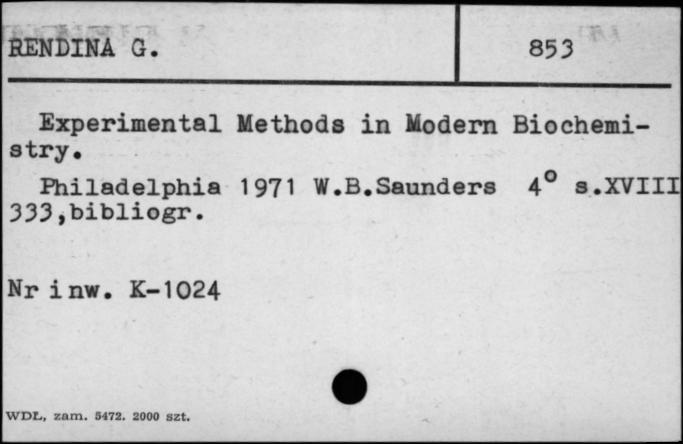 RENDINA G.
853
Experimental Methods in Modern Biochemi-
stry.
Philadelphia 1971 W.B.Saunders 4° s.XVIII
333,bibliogr.
Nr inw. K-1024
WDL, zam. 5472. 2000 szt.